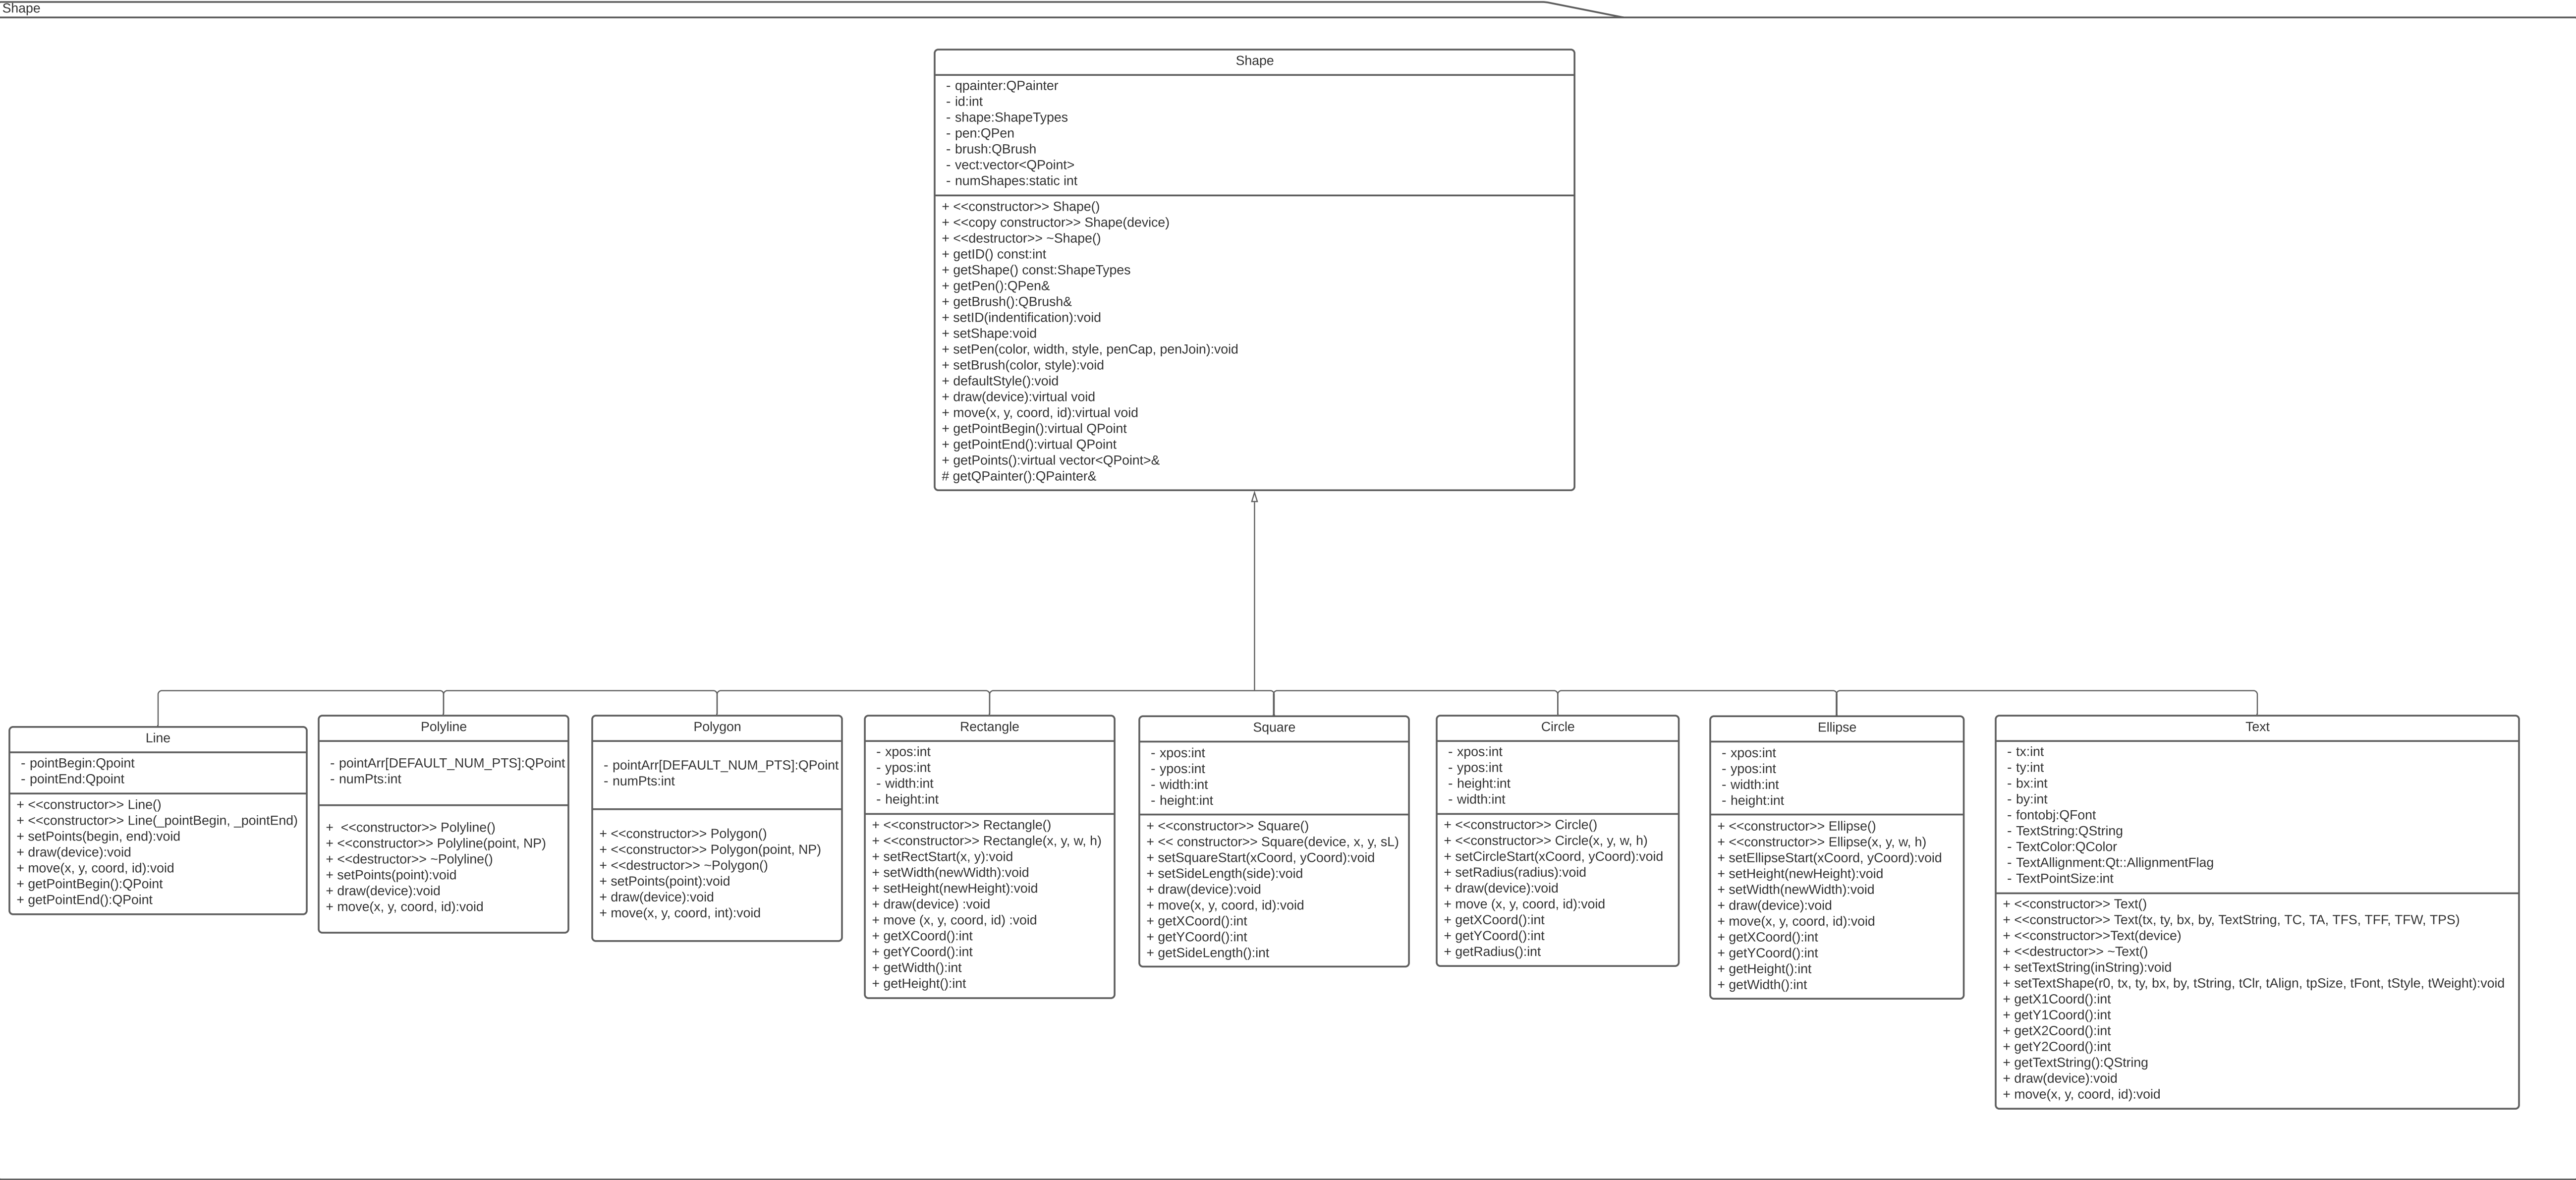 Shape
Shape
- qpainter:QPainter
- id:int
- shape:ShapeTypes
- pen:QPen
- brush:QBrush
- vect:vector<QPoint>
- numShapes:static int
+ <<constructor>> Shape()
+ <<copy constructor>> Shape(device)
+ <<destructor>> ~Shape()
+ getID() const:int
+ getShape() const:ShapeTypes
+ getPen():QPen&
+ getBrush():QBrush&
+ setID(indentification):void
+ setShape:void
+ setPen(color, width, style, penCap, penJoin):void
+ setBrush(color, style):void
+ defaultStyle():void
+ draw(device):virtual void
+ move(x, y, coord, id):virtual void
+ getPointBegin():virtual QPoint
+ getPointEnd():virtual QPoint
+ getPoints():virtual vector<QPoint>&
# getQPainter():QPainter&
Line
- pointBegin:Qpoint
- pointEnd:Qpoint
+ <<constructor>> Line()
+ <<constructor>> Line(_pointBegin, _pointEnd)
+ setPoints(begin, end):void
+ draw(device):void
+ move(x, y, coord, id):void
+ getPointBegin():QPoint
+ getPointEnd():QPoint
Polyline
- pointArr[DEFAULT_NUM_PTS]:QPoint
- numPts:int
+ <<constructor>> Polyline()
+ <<constructor>> Polyline(point, NP)
+ <<destructor>> ~Polyline()
+ setPoints(point):void
+ draw(device):void
+ move(x, y, coord, id):void
Polygon
- pointArr[DEFAULT_NUM_PTS]:QPoint
- numPts:int
+ <<constructor>> Polygon()
+ <<constructor>> Polygon(point, NP)
+ <<destructor>> ~Polygon()
+ setPoints(point):void
+ draw(device):void
+ move(x, y, coord, int):void
Rectangle
- xpos:int
- ypos:int
- width:int
- height:int
+ <<constructor>> Rectangle()
+ <<constructor>> Rectangle(x, y, w, h)
+ setRectStart(x, y):void
+ setWidth(newWidth):void
+ setHeight(newHeight):void
+ draw(device) :void
+ move (x, y, coord, id) :void
+ getXCoord():int
+ getYCoord():int
+ getWidth():int
+ getHeight():int
Square
- xpos:int
- ypos:int
- width:int
- height:int
+ <<constructor>> Square()
+ << constructor>> Square(device, x, y, sL)
+ setSquareStart(xCoord, yCoord):void
+ setSideLength(side):void
+ draw(device):void
+ move(x, y, coord, id):void
+ getXCoord():int
+ getYCoord():int
+ getSideLength():int
Circle
- xpos:int
- ypos:int
- height:int
- width:int
+ <<constructor>> Circle()
+ <<constructor>> Circle(x, y, w, h)
+ setCircleStart(xCoord, yCoord):void
+ setRadius(radius):void
+ draw(device):void
+ move (x, y, coord, id):void
+ getXCoord():int
+ getYCoord():int
+ getRadius():int
Ellipse
- xpos:int
- ypos:int
- width:int
- height:int
+ <<constructor>> Ellipse()
+ <<constructor>> Ellipse(x, y, w, h)
+ setEllipseStart(xCoord, yCoord):void
+ setHeight(newHeight):void
+ setWidth(newWidth):void
+ draw(device):void
+ move(x, y, coord, id):void
+ getXCoord():int
+ getYCoord():int
+ getHeight():int
+ getWidth():int
Text
- tx:int
- ty:int
- bx:int
- by:int
- fontobj:QFont
- TextString:QString
- TextColor:QColor
- TextAllignment:Qt::AllignmentFlag
- TextPointSize:int
+ <<constructor>> Text()
+ <<constructor>> Text(tx, ty, bx, by, TextString, TC, TA, TFS, TFF, TFW, TPS)
+ <<constructor>>Text(device)
+ <<destructor>> ~Text()
+ setTextString(inString):void
+ setTextShape(r0, tx, ty, bx, by, tString, tClr, tAlign, tpSize, tFont, tStyle, tWeight):void
+ getX1Coord():int
+ getY1Coord():int
+ getX2Coord():int
+ getY2Coord():int
+ getTextString():QString
+ draw(device):void
+ move(x, y, coord, id):void